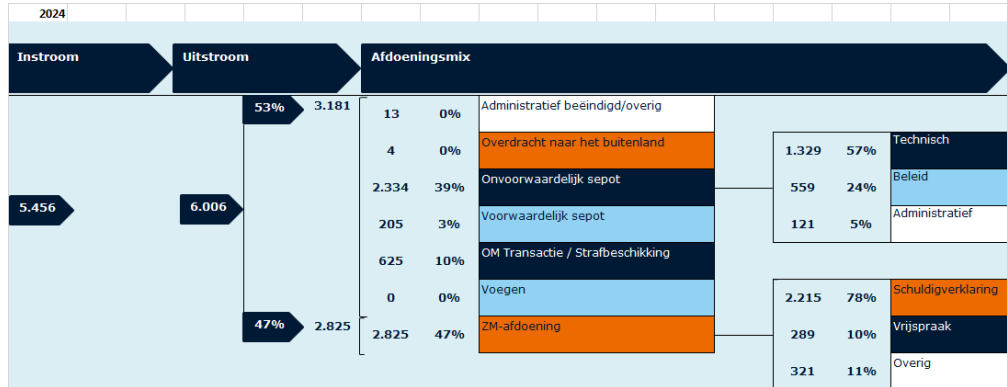 2024
Instroom Uitstroom Afdoeningsmix
53% 3.181 13 0% Administratief beëindigd/overig
4 0% Overdracht naar het buitenland 1.329 57% Technisch
2.334 39% Onvoorwaardelijk sepot 559 24% Beleid
5.456 6.006 205 3% Voorwaardelijk sepot 121 5% Administratief
625 10% OM Transactie / Strafbeschikking
0 0% Voegen 2.215 78% Schuldigverklaring
47% 2.825 2.825 47% ZM-afdoening 289 10% Vrijspraak
321 11% Overig